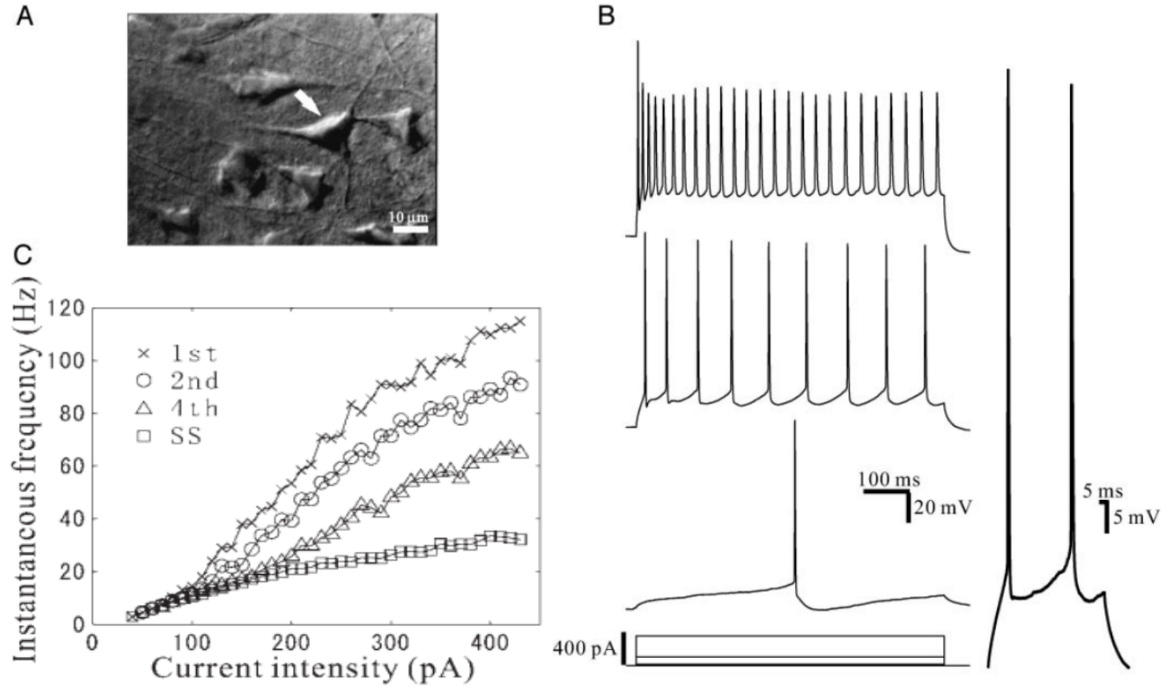 A
B
10 μm
C
Instantancous frequency (Hz)
120
100
80
60
40
20
0
1st
2nd
4th
SS
0
100
200
300
400
Current intensity (pA)
100 ms
20 mV
5 ms
5 mV
400 pA